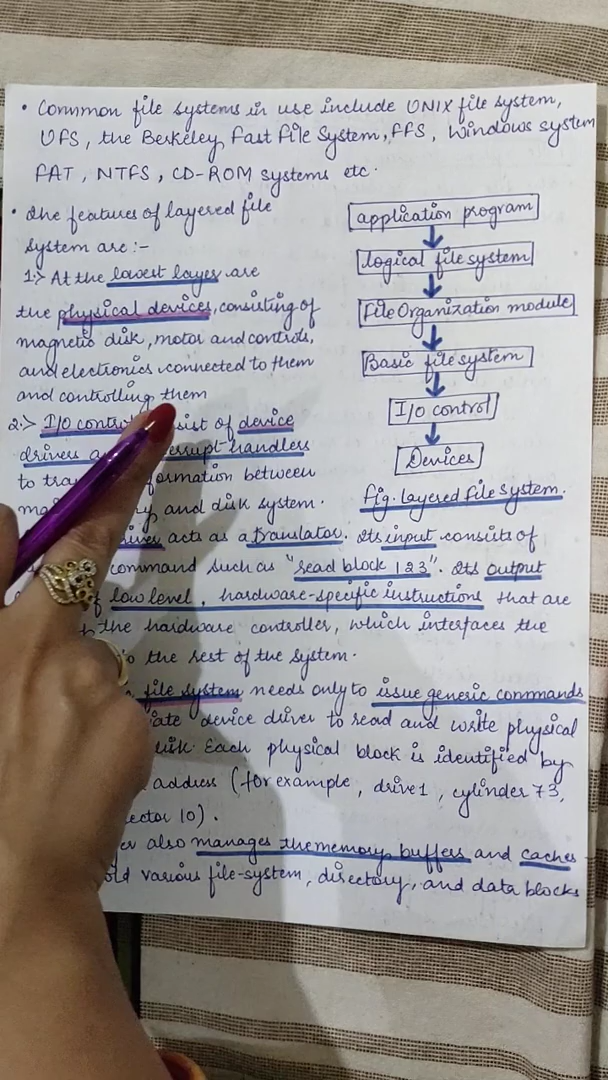 • Common file systems in use include UNIX file system,
UFS, the Berkeley Fast File System, FFS, Windows system
FAT, NTFS, CD-ROM systems etc.
• The features of layered file
system are :-
1:> At the lowest layer are
the physical devices, consisting of
magnetic disk, motor and controls,
and electronics connected to them
and controlling them
2:> I/O control of device
drivers handlers
to between
and disk system.
acts as a translator. Its input consists of
command such as "read block 123". Its output
low level, hardware-specific instructions that are
the hardware controller, which interfaces the
the rest of the system.
file system needs only to issue generic commands
device driver to read and write physical
Each physical block is identified by
address (for example, drive1, cylinder 73,
10).
also manages the memory buffers and caches
various file-system, directory, and data blocks
application program
Logical file system
File Organization module
Basic file system
I/O control
Devices
Fig: layered file system.